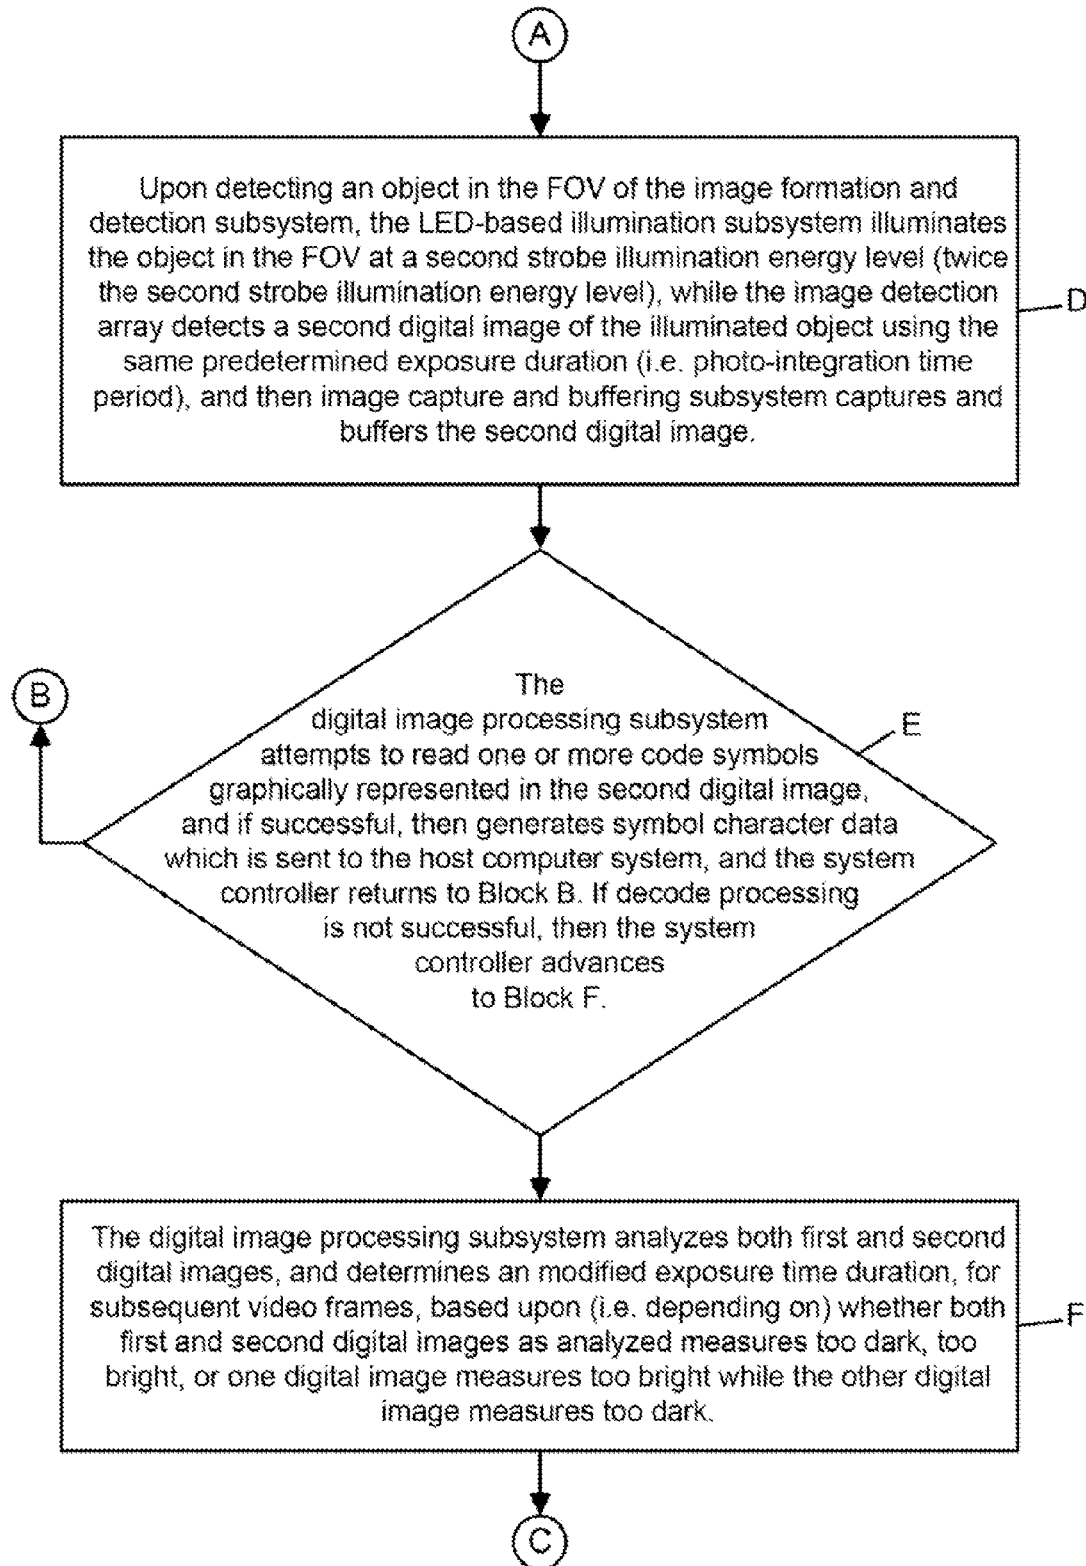 A
Upon detecting an object in the FOV of the image formation and
detection subsystem, the LED-based illumination subsystem illuminates
the object in the FOV at a second strobe illumination energy level (twice
the second strobe illumination energy level), while the image detection
array detects a second digital image of the illuminated object using the
same predetermined exposure duration (i.e. photo-integration time
period), and then image capture and buffering subsystem captures and
buffers the second digital image.
D
B
The
digital image processing subsystem
attempts to read one or more code symbols
graphically represented in the second digital image,
and if successful, then generates symbol character data
which is sent to the host computer system, and the system
controller returns to Block B. If decode processing
is not successful, then the system
controller advances
to Block F.
E
The digital image processing subsystem analyzes both first and second
digital images, and determines an modified exposure time duration, for
subsequent video frames, based upon (i.e. depending on) whether both
first and second digital images as analyzed measures too dark, too
bright, or one digital image measures too bright while the other digital
image measures too dark.
F
C